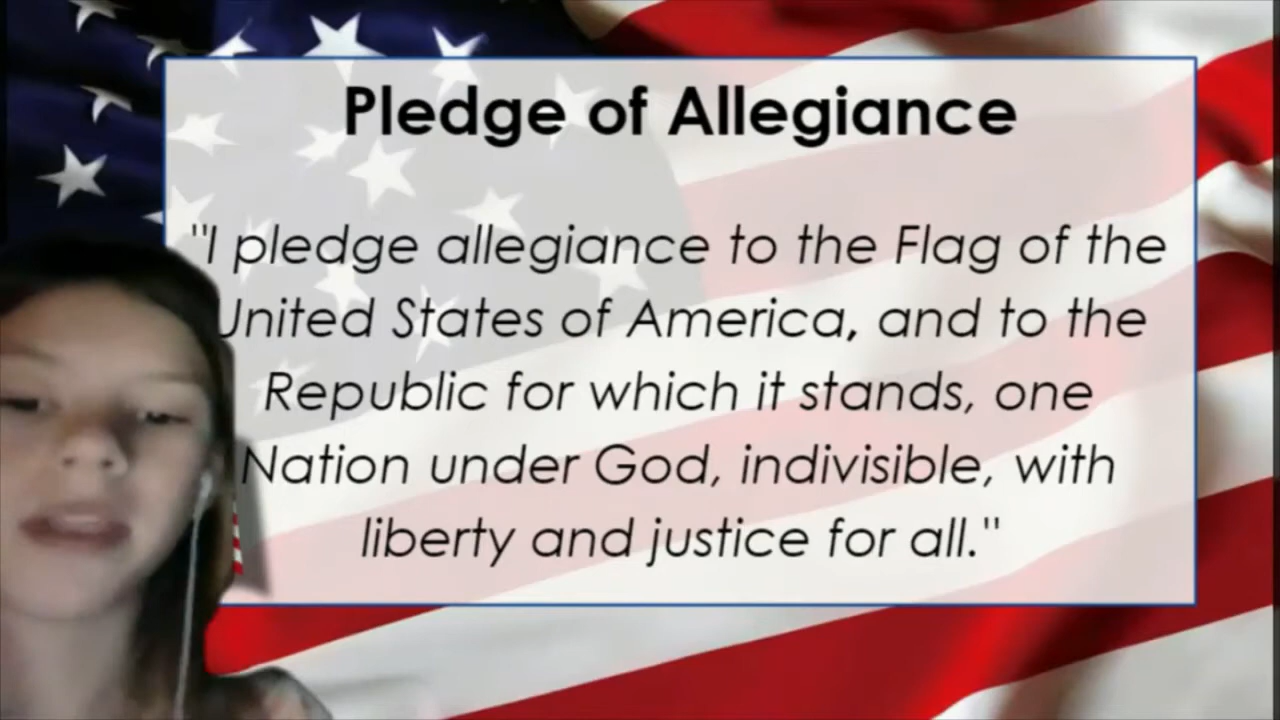 Pledge of Allegiance
"I pledge allegiance to the Flag of the
United States of America, and to the
Republic for which it stands, one
Nation under God, indivisible, with
liberty and justice for all."